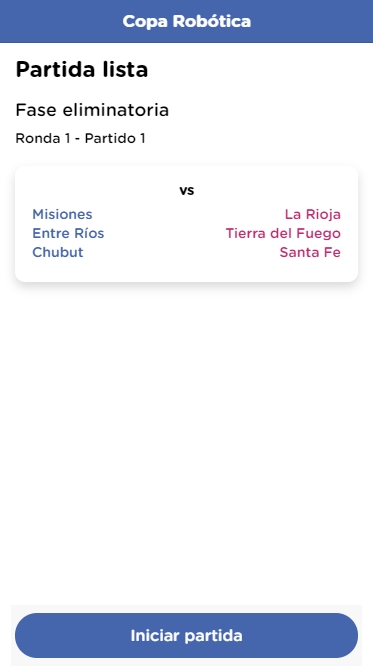 Copa Robótica
Partida lista
Fase eliminatoria
Ronda 1 - Partido 1
vs
Misiones La Rioja
Entre Ríos Tierra del Fuego
Chubut Santa Fe
Iniciar partida